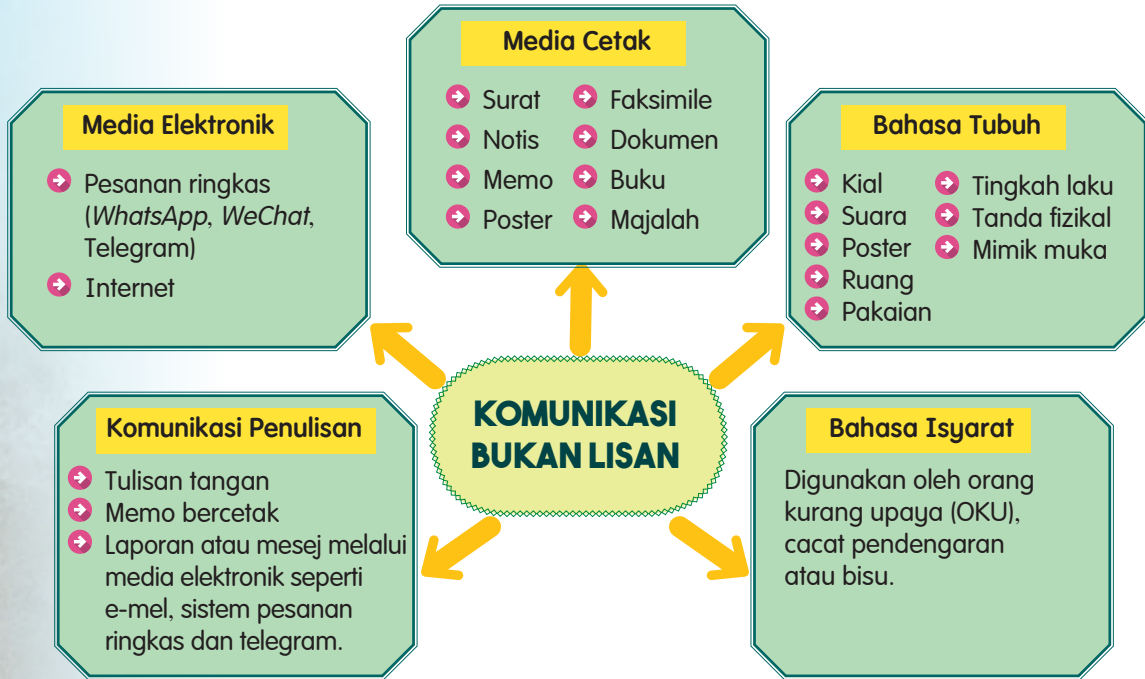 Media Cetak
Surat
Notis
Memo
Poster
Faksimile
Dokumen
Buku
Majalah
Media Elektronik
Pesanan ringkas
(WhatsApp, WeChat,
Telegram)
Internet
Bahasa Tubuh
Kial
Suara
Poster
Ruang
Pakaian
Tingkah laku
Tanda fizikal
Mimik muka
KOMUNIKASI
BUKAN LISAN
Komunikasi Penulisan
Tulisan tangan
Memo bercetak
Laporan atau mesej melalui
media elektronik seperti
e-mel, sistem pesanan
ringkas dan telegram.
Bahasa Isyarat
Digunakan oleh orang
kurang upaya (OKU),
cacat pendengaran
atau bisu.